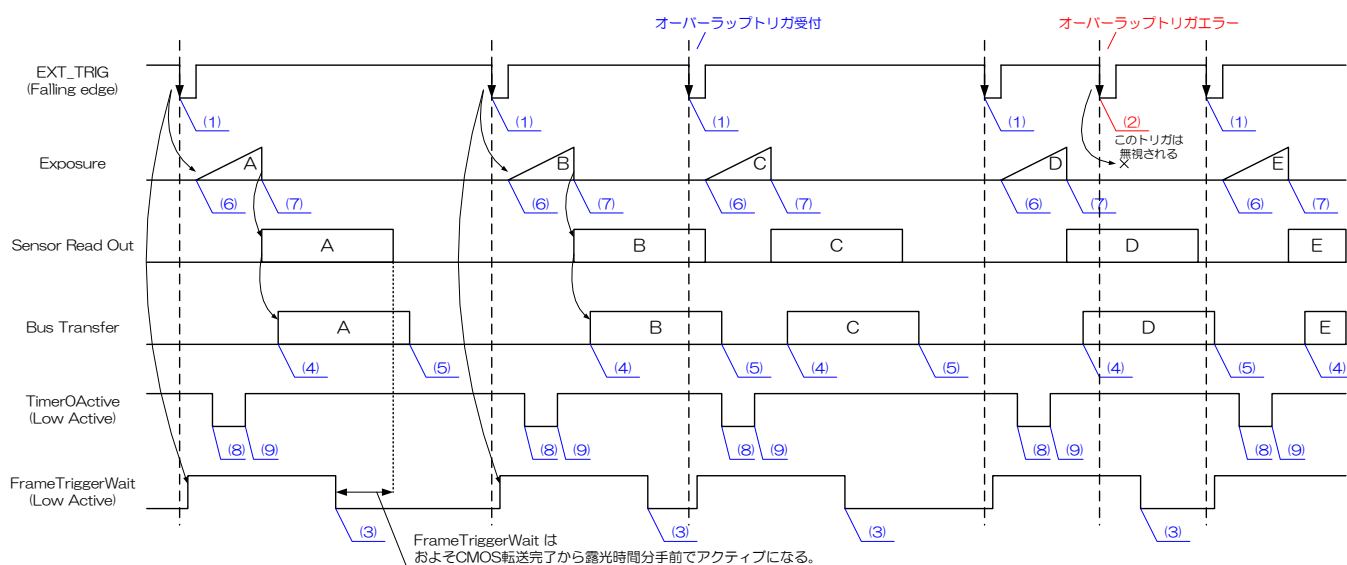 オーバーラップトリガ受付
オーバーラップトリガエラー
EXT_TRIG
(Falling edge)
(1)
(1)
(1)
(1)
(2)
(1)
このトリガは
無視される
Exposure
A
B
C
D
E
(6)
(7)
(6)
(7)
(6)
(7)
(6)
(7)
(6)
(7)
Sensor Read Out
A
B
C
D
E
Bus Transfer
A
B
C
D
E
(4)
(5)
(4)
(5)
(4)
(5)
(4)
(5)
(4)
Timer0Active
(Low Active)
(8)
(9)
(8)
(9)
(8)
(9)
(8)
(9)
(8)
(9)
FrameTriggerWait
(Low Active)
(3)
(3)
(3)
(3)
FrameTriggerWait は
およそCMOS転送完了から露光時間分手前でアクティブになる。